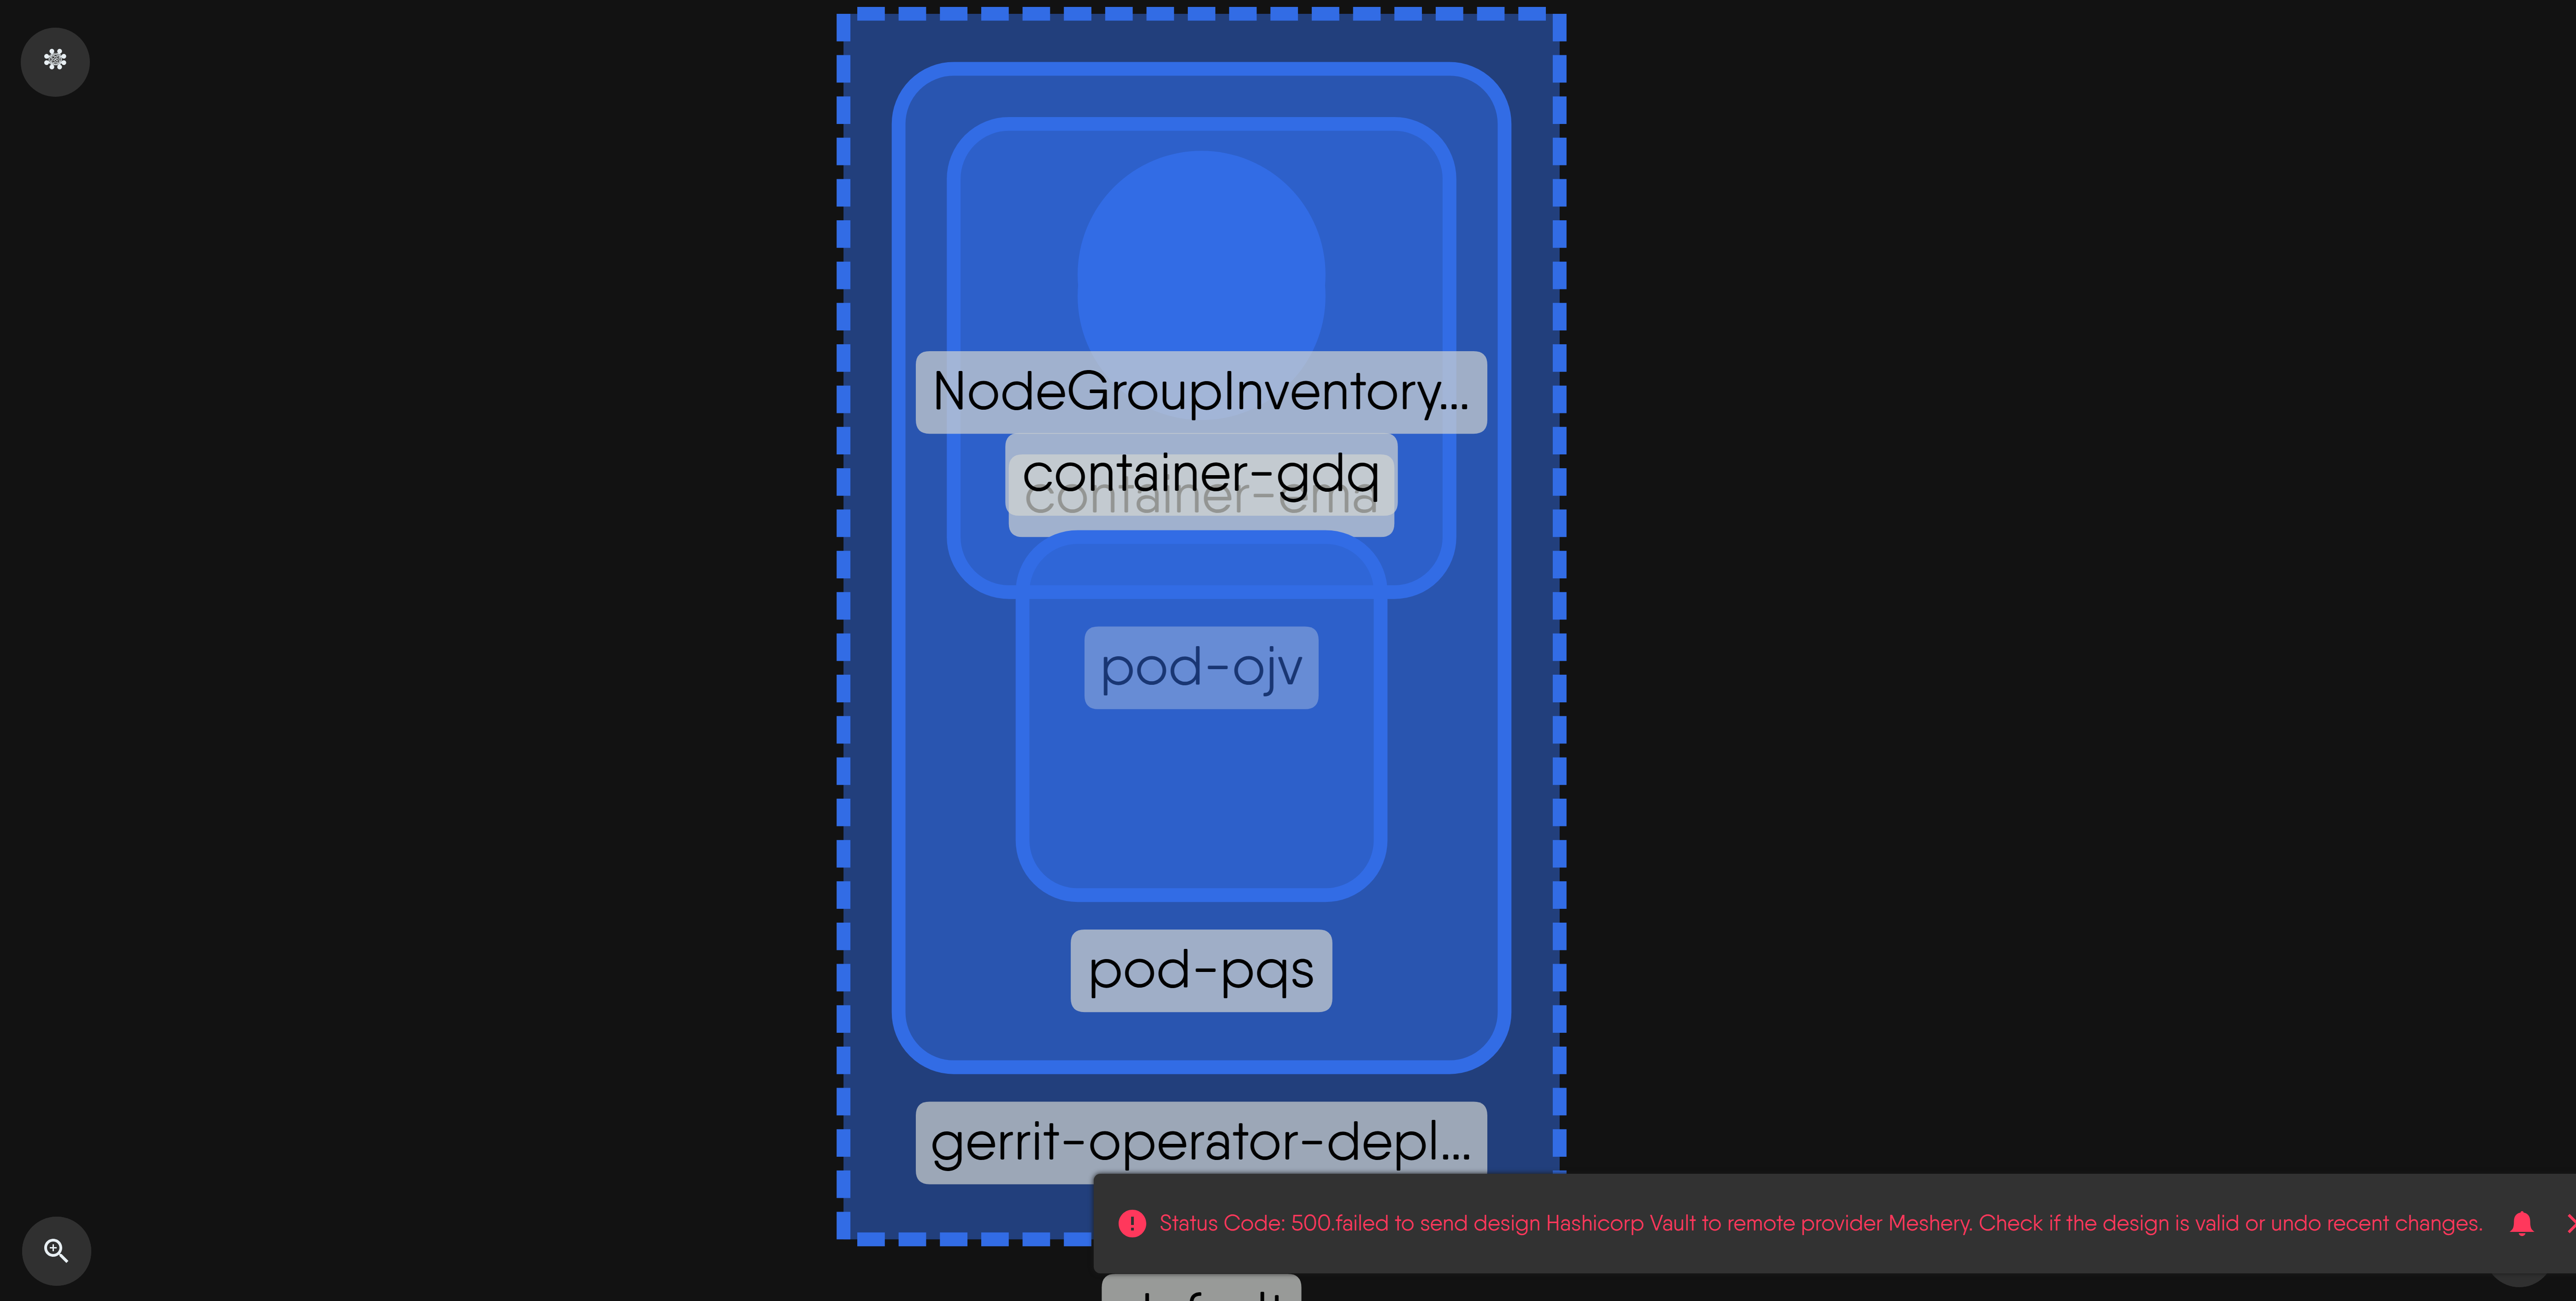 NodeGroupInventory...
container-gdq
container-ema
pod-ojv
pod-pqs
gerrit-operator-depl...
Status Code: 500.failed to send design Hashicorp Vault to remote provider Meshery. Check if the design is valid or undo recent changes.